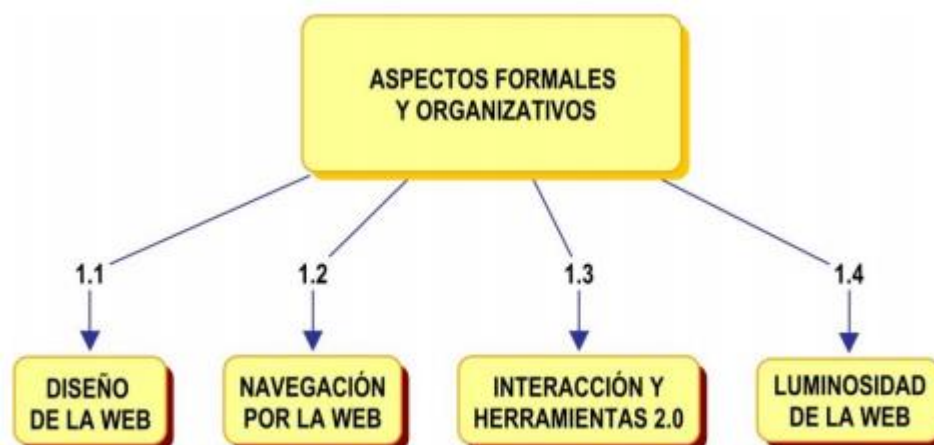 ASPECTOS FORMALES
Y ORGANIZATIVOS
1.1
1.2
1.3
1.4
DISEÑO
DE LA WEB
NAVEGACIÓN
POR LA WEB
INTERACCIÓN Y
HERRAMIENTAS 2.0
LUMINOSIDAD
DE LA WEB